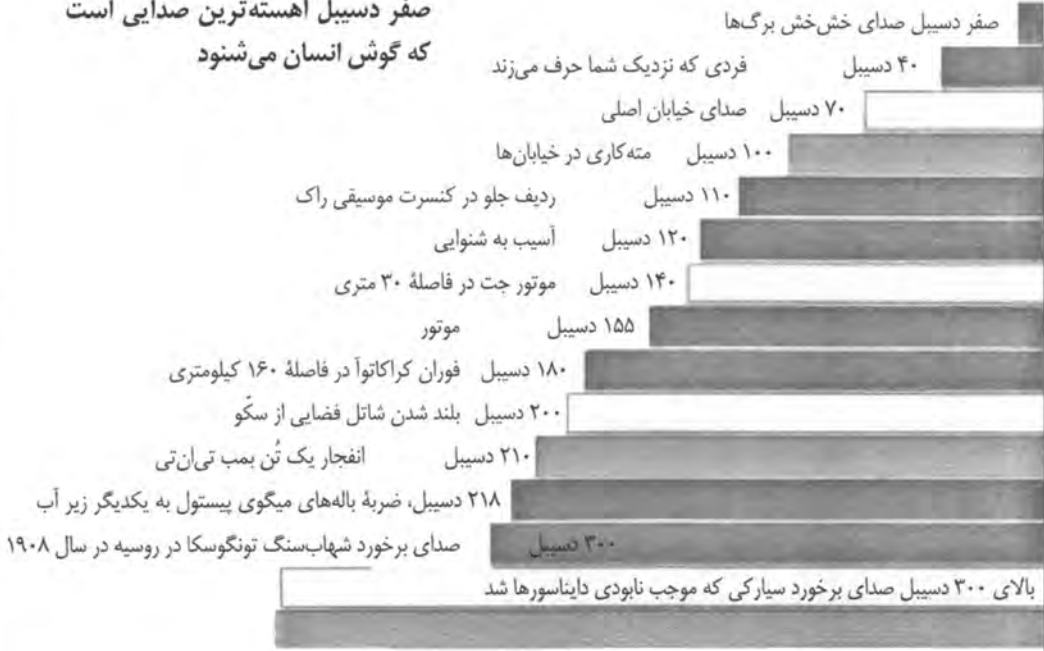 صفر دسیبل آهسته‌ترین صدایی است
که گوش انسان می‌شنود
صفر دسیبل صدای خش‌خش برگ‌ها
۴۰ دسیبل فردی که نزدیک شما حرف می‌زند
۷۰ دسیبل صدای خیابان اصلی
۱۰۰ دسیبل مته‌کاری در خیابان‌ها
۱۱۰ دسیبل ردیف جلو در کنسرت موسیقی راک
۱۲۰ دسیبل آسیب به شنوایی
۱۴۰ دسیبل موتور جت در فاصلهٔ ۳۰ متری
۱۵۵ دسیبل موتور
۱۸۰ دسیبل فوران کراکاتوآ در فاصلهٔ ۱۶۰ کیلومتری
۲۰۰ دسیبل بلند شدن شاتل فضایی از سکّو
۲۱۰ دسیبل انفجار یک تُن بمب تی‌ان‌تی
۲۱۸ دسیبل، ضربهٔ باله‌های میگوی پیستول به یکدیگر زیر آب
۳۰۰ دسیبل صدای برخورد شهاب‌سنگ تونگوسکا در روسیه در سال ۱۹۰۸
بالای ۳۰۰ دسیبل صدای برخورد سیارکی که موجب نابودی دایناسورها شد